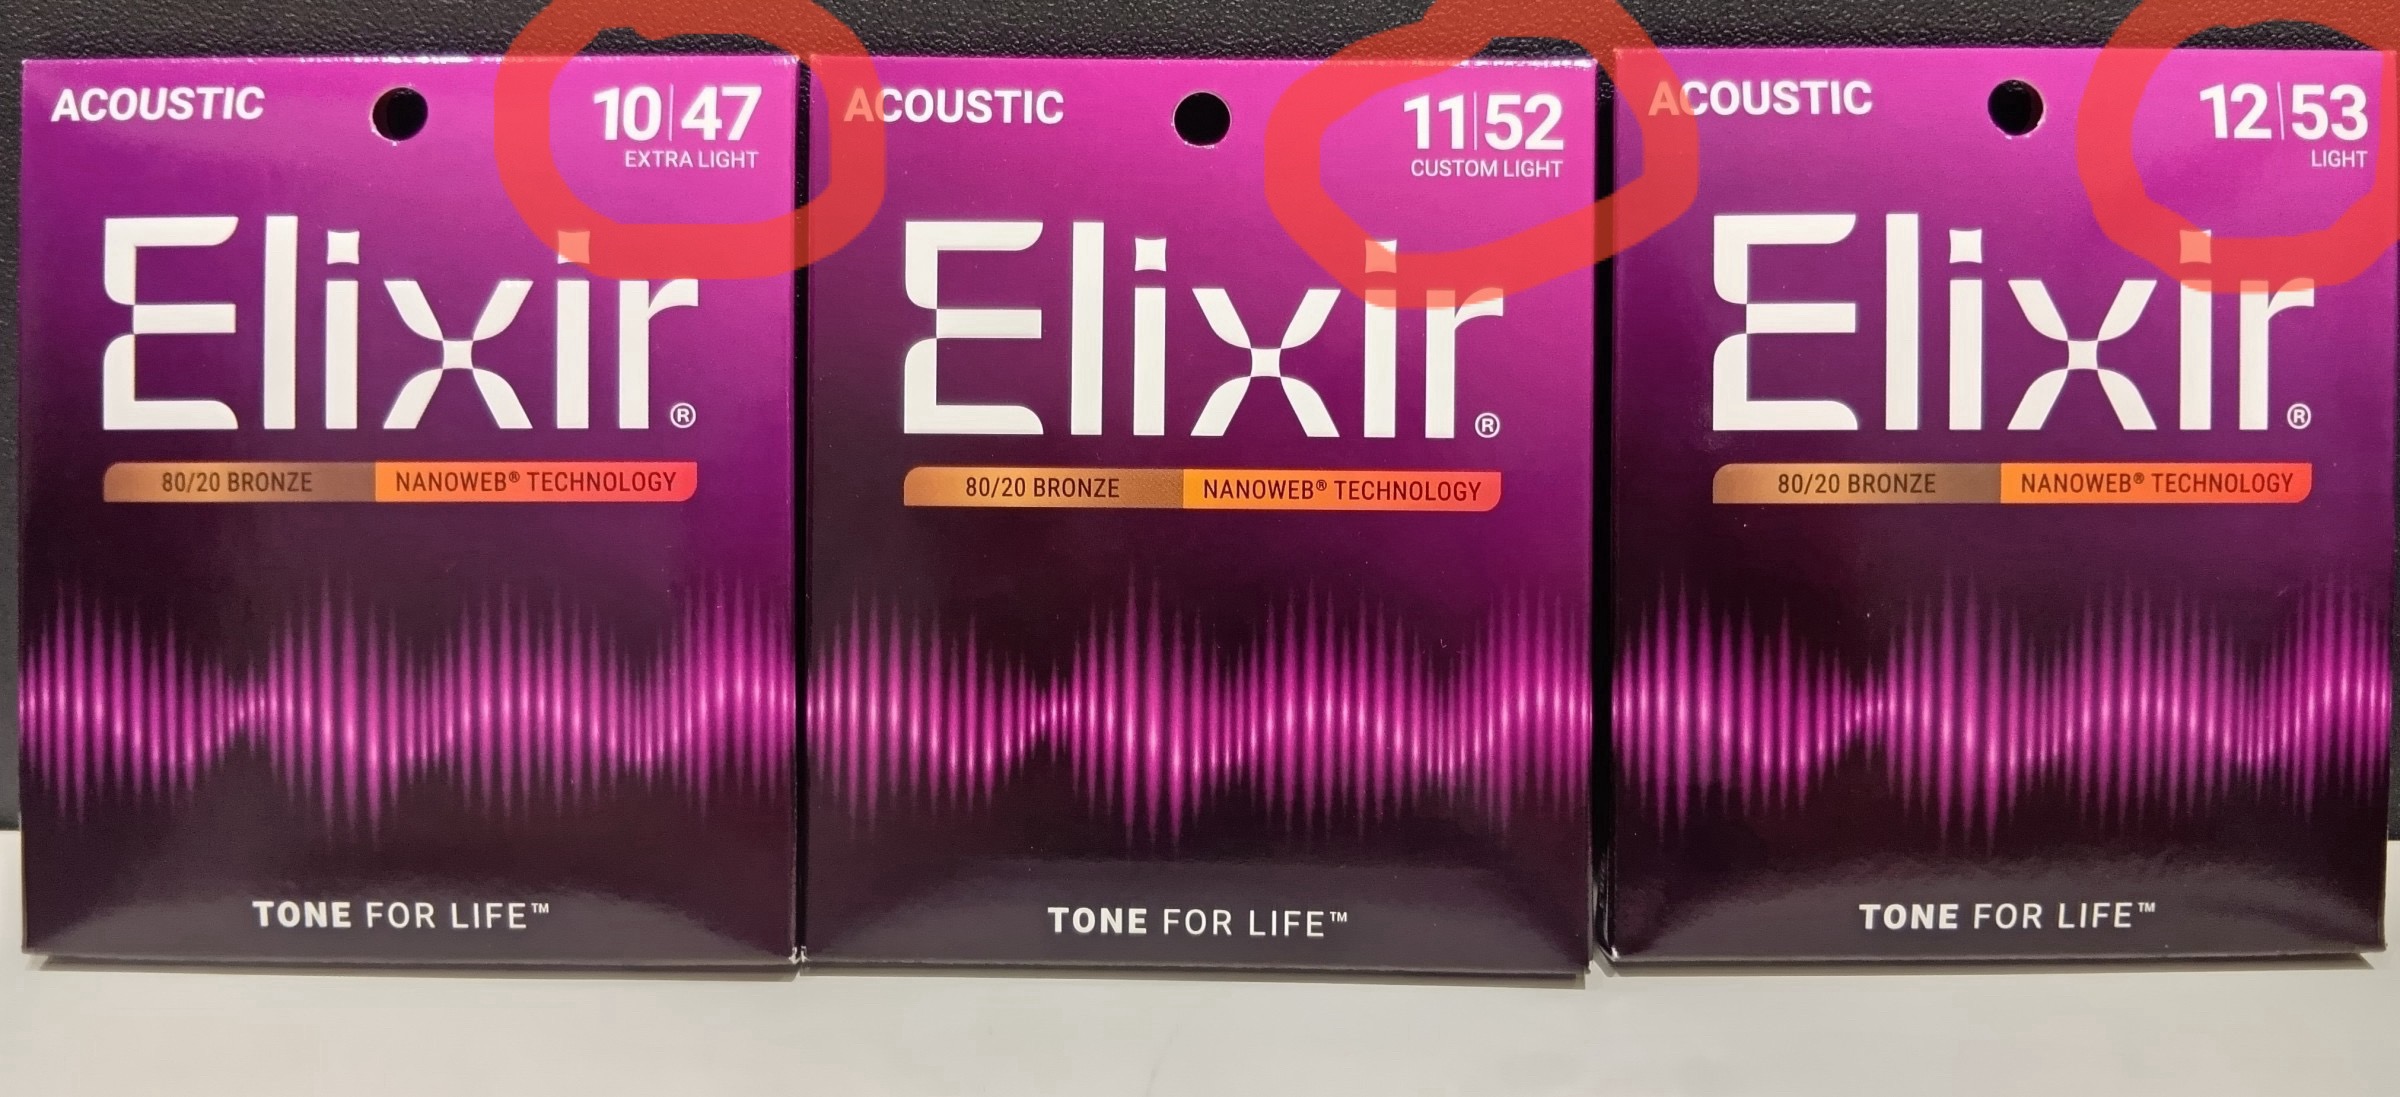 ACOUSTIC
10|47
EXTRA LIGHT
Elixir®
80/20 BRONZE NANOWEB® TECHNOLOGY
TONE FOR LIFE™
ACOUSTIC
11|52
CUSTOM LIGHT
Elixir®
80/20 BRONZE NANOWEB® TECHNOLOGY
TONE FOR LIFE™
ACOUSTIC
12|53
LIGHT
Elixir®
80/20 BRONZE NANOWEB® TECHNOLOGY
TONE FOR LIFE™